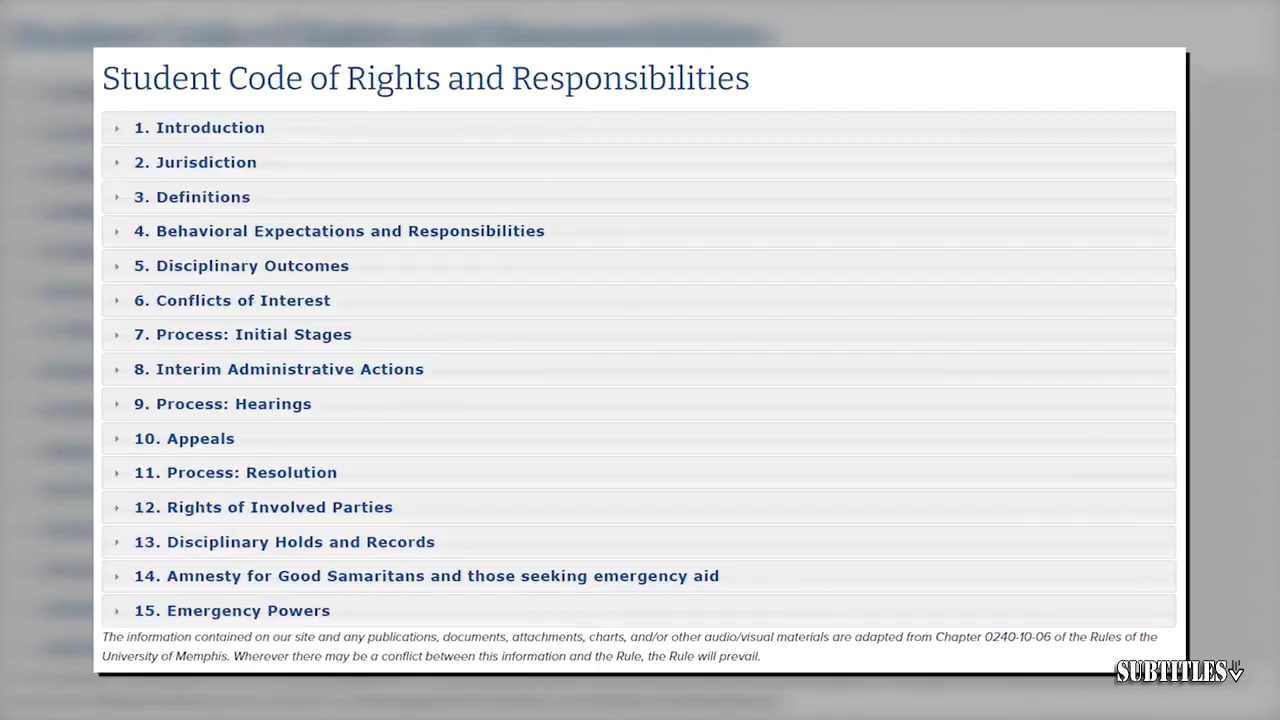 Student Code of Rights and Responsibilities
1. Introduction
2. Jurisdiction
3. Definitions
4. Behavioral Expectations and Responsibilities
5. Disciplinary Outcomes
6. Conflicts of Interest
7. Process: Initial Stages
8. Interim Administrative Actions
9. Process: Hearings
10. Appeals
11. Process: Resolution
12. Rights of Involved Parties
13. Disciplinary Holds and Records
14. Amnesty for Good Samaritans and those seeking emergency aid
15. Emergency Powers
The information contained on our site and any publications, documents, attachments, charts, and/or other audio/visual materials are adapted from Chapter 0240-10-06 of the Rules of the
University of Memphis. Wherever there may be a conflict between this information and the Rule, the Rule will prevail.
SUBTITLES